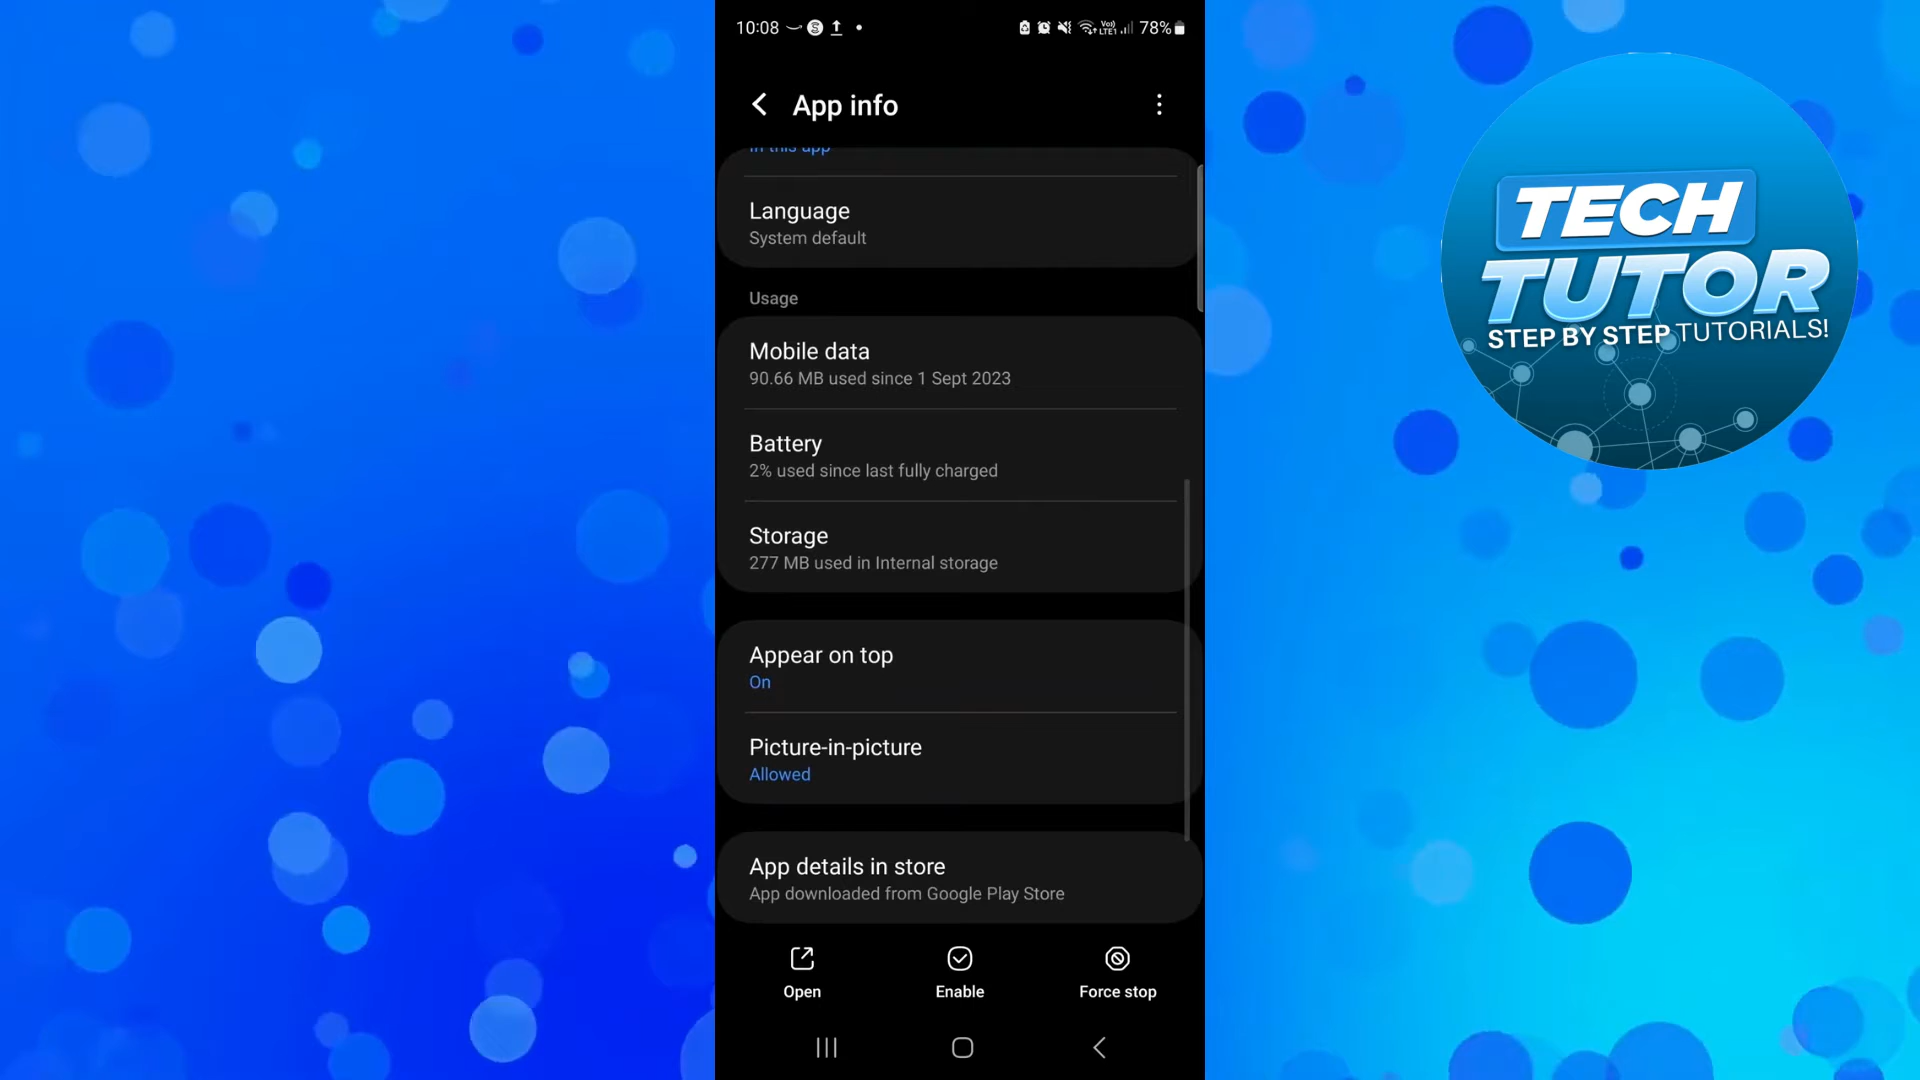 10:08
78%
App info
In this app
Language
System default
Usage
Mobile data
90.66 MB used since 1 Sept 2023
Battery
2% used since last fully charged
Storage
277 MB used in Internal storage
Appear on top
On
Picture-in-picture
Allowed
App details in store
App downloaded from Google Play Store
Open
Enable
Force stop
TECH
TUTOR
STEP BY STEP TUTORIALS!